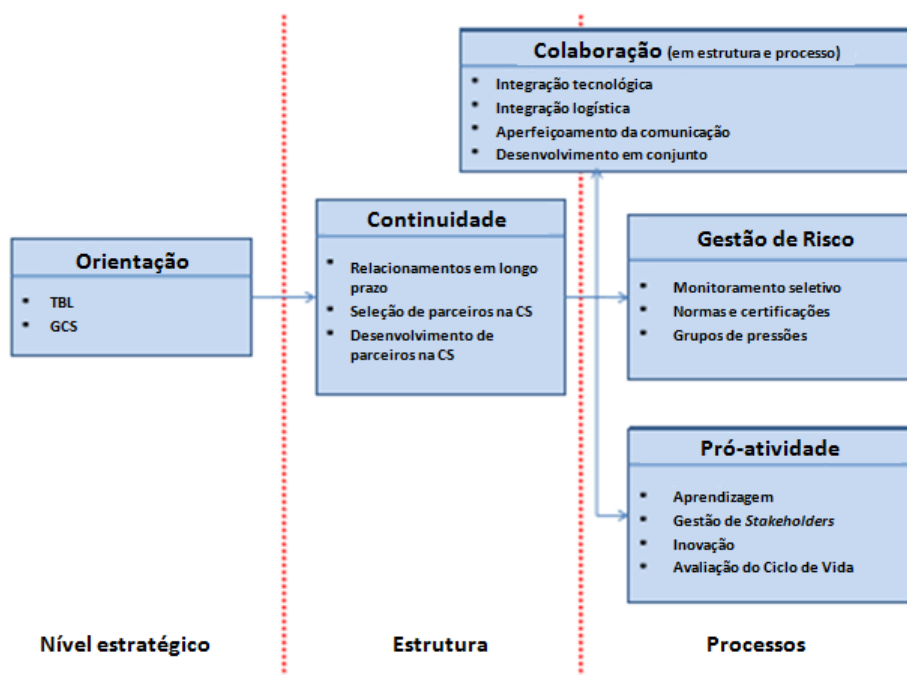 Colaboração (em estrutura e processo)
Integração tecnológica
Integração logística
Aperfeiçoamento da comunicação
Desenvolvimento em conjunto
Orientação
TBL
GCS
Continuidade
Relacionamentos em longo
prazo
Seleção de parceiros na CS
Desenvolvimento de
parceiros na CS
Gestão de Risco
Monitoramento seletivo
Normas e certificações
Grupos de pressões
Pró-atividade
Aprendizagem
Gestão de Stakeholders
Inovação
Avaliação do Ciclo de Vida
Nível estratégico
Estrutura
Processos